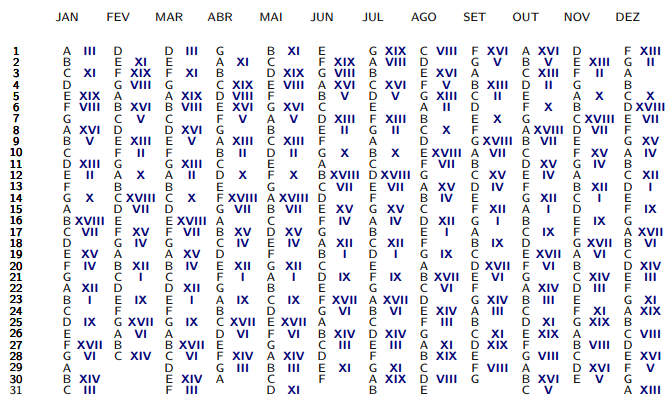 JAN FEV MAR ABR MAI JUN JUL AGO SET OUT NOV DEZ
1 A III D D III G B XI E G XIX C VIII F XVI A XVI D F XIII
2 B E XI E A XI C F XIX A VIII D G V B V E XIII G II
3 C XI F XIX F XI B D XIX G VIII B E XVI A C XIII F II A
4 D G VIII G C XIX E VIII A XVI C XVI F V B XIII D II G B
5 E XIX A A XIX D VIII F B V D V G XIII C II E A X C X
6 F VIII B XVI B VIII E XVI G XVI C E A II D F X B D XVIII
7 G C V C F V A V D XIII F XIII B E X G C XVIII E VII
8 A XVI D D XVI G B E II G II C X F A XVIII D VII F
9 B V E XIII E V A XIII C XIII F A D G XVIII B VII E G XV
10 C F II F B II D II G X B X E XVIII A VII C F XV A IV
11 D XIII G G XIII C E A C F VII B D XV G IV B
12 E II A X A II D X F X B XVIII D XVIII G C XV E IV A C XII
13 F B B E G C VII E VII A XV D IV F B XII D I
14 G X C XVIII C X F XVIII A XVIII D F B IV E G XII C I E
15 A D VII D G VII B VII E XV G XV C F XII A I D F IX
16 B XVIII E E XVIII A C F IV A IV D XII G I B E IX G
17 C VII F XV F VII B XV D XV G B E I A C IX F A XVII
18 D G IV G C IV E IV A XII C XII F B IX D G XVII B VI
19 E XV A A XV D F B I D I G IX C E XVII A VI C
20 F IV B XII B IV E XII G XII C E A D XVII F VI B D XIV
21 G C I C F I A I D IX F IX B XVII E VI G C XIV E III
22 A XII D D XII G B E G C VI F A XIV D III F
23 B I E IX E I A IX C IX F XVII A XVII D G XIV B III E G XI
24 C F F B D G VI B VI E XIV A III C F XI A XIX
25 D IX G XVII G IX C XVII E XVII A C F III B D XI G XIX B
26 E A VI A D VI F VI B XIV D XIV G C XI E XIX A C VIII
27 F XVII B B XVII E G C III E III A XI D XIX F B VIII D
28 G VI C XIV C VI F XIV A XIV D F B XIX E G VIII C E XVI
29 A D G III B III E XI G XI C F VIII A D XVI F V
30 B XIV E XIV A C F A XIX D VIII G B XVI E V G
31 C III F III D XI B E C V A XIII